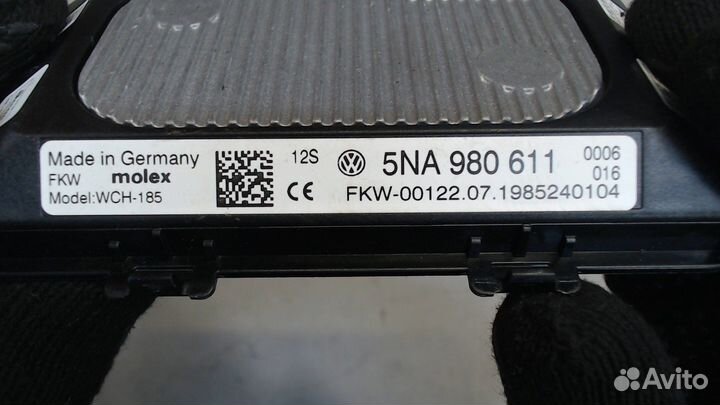 Made in Germany
FKW molex
Model:WCH-185
12S
5NA 980 611 0006
016
FKW-00122.07.1985240104
CE
Avito